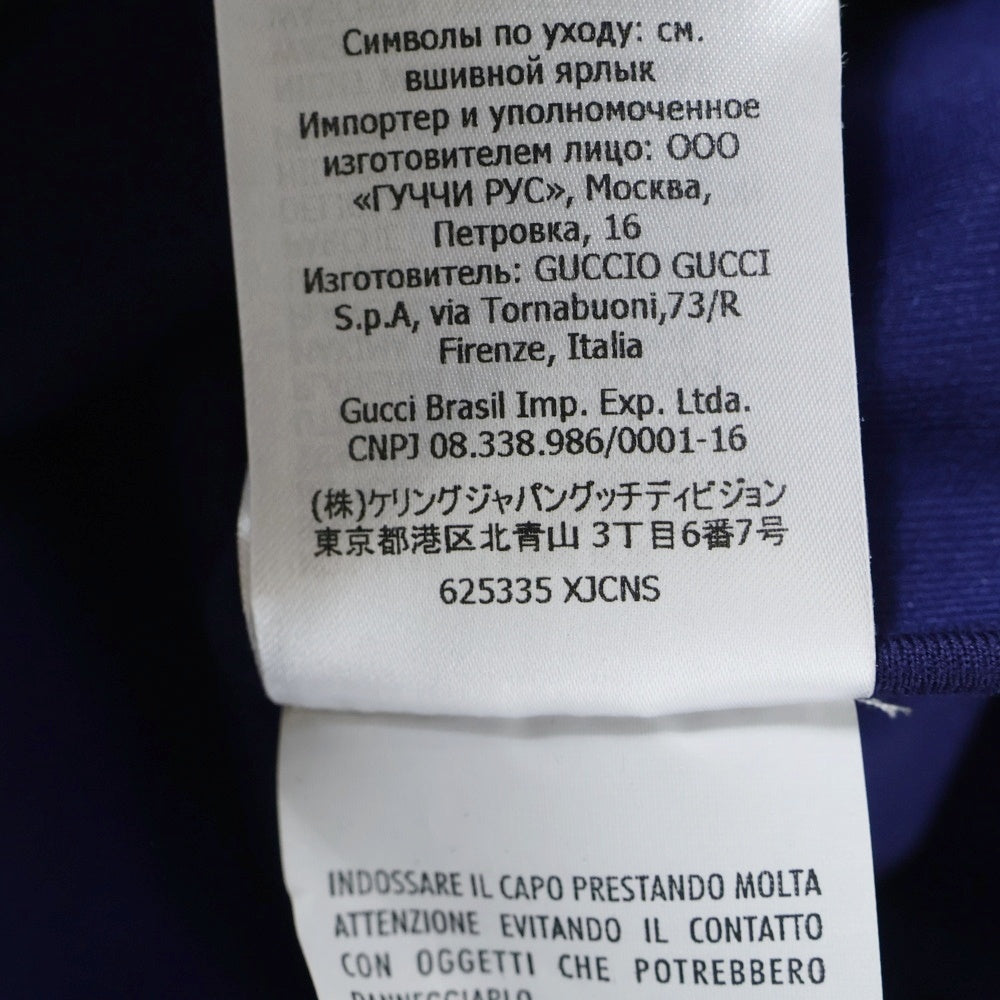 Символы по уходу: см.
вшивной ярлык
Импортер и уполномоченное
изготовителем лицо: ООО
«ГУЧЧИ РУС», Москва,
Петровка, 16
Изготовитель: GUCCIO GUCCI
S.p.A, via Tornabuoni,73/R
Firenze, Italia
Gucci Brasil Imp. Exp. Ltda.
CNPJ 08.338.986/0001-16
(株)ケリングジャパングッチディビジョン
東京都港区北青山 3丁目6番7号
625335 XJCNS
INDOSSARE IL CAPO PRESTANDO MOLTA
ATTENZIONE EVITANDO IL CONTATTO
CON OGGETTI CHE POTREBBERO